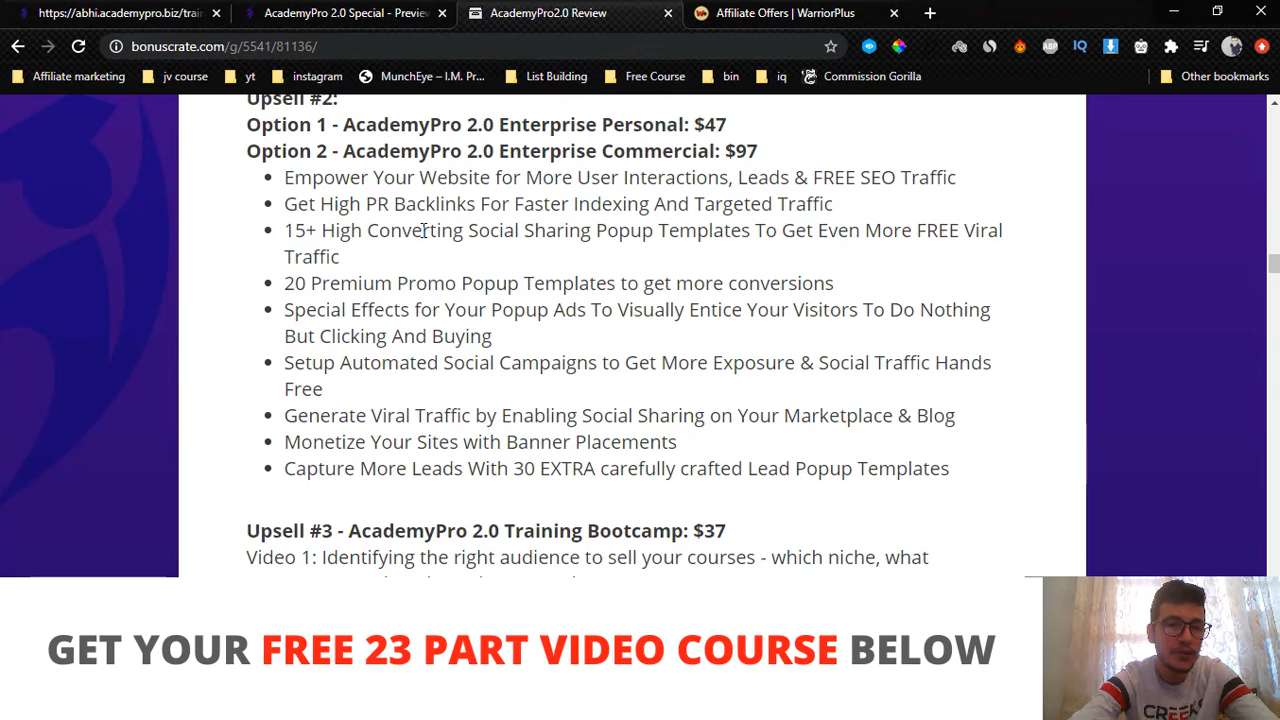 https://abhi.academypro.biz/train
AcademyPro 2.0 Special - Preview
AcademyPro2.0 Review
Affiliate Offers | WarriorPlus
bonuscrate.com/g/5541/81136/
Affiliate marketing
jv course
yt
instagram
MunchEye – I.M. Pr...
List Building
Free Course
bin
iq
Commission Gorilla
Other bookmarks
ABP
IQ
Upsell #2:
Option 1 - AcademyPro 2.0 Enterprise Personal: $47
Option 2 - AcademyPro 2.0 Enterprise Commercial: $97
Empower Your Website for More User Interactions, Leads & FREE SEO Traffic
Get High PR Backlinks For Faster Indexing And Targeted Traffic
15+ High Converting Social Sharing Popup Templates To Get Even More FREE Viral
Traffic
20 Premium Promo Popup Templates to get more conversions
Special Effects for Your Popup Ads To Visually Entice Your Visitors To Do Nothing
But Clicking And Buying
Setup Automated Social Campaigns to Get More Exposure & Social Traffic Hands
Free
Generate Viral Traffic by Enabling Social Sharing on Your Marketplace & Blog
Monetize Your Sites with Banner Placements
Capture More Leads With 30 EXTRA carefully crafted Lead Popup Templates
Upsell #3 - AcademyPro 2.0 Training Bootcamp: $37
Video 1: Identifying the right audience to sell your courses - which niche, what
GET YOUR FREE 23 PART VIDEO COURSE BELOW